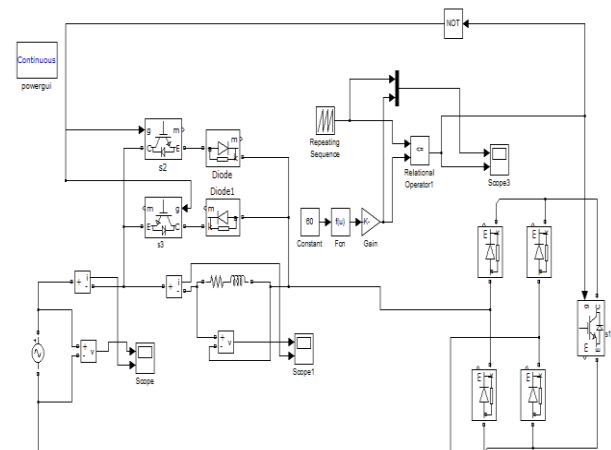 NOT
Continuous
powergui
g
m
C
E
s2
Diode
m
k
Repeating
Sequence
<=
Relational
Operator1
Scope3
Diode1
m
g
E
C
s3
60
Constant
f(u)
Fcn
K-
Gain
E
E
g
s1
E
i
+
-
+
i
-
+
v
-
Scope
+
v
-
Scope1
E
E